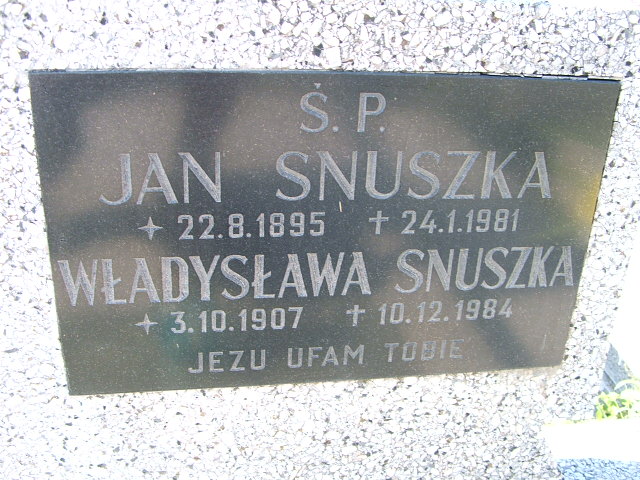 Ś. P.
JAN SNUSZKA
✦ 22.8.1895 ✝ 24.1.1981
WŁADYSŁAWA SNUSZKA
✦ 3.10.1907 ✝ 10.12.1984
JEZU UFAM TOBIE